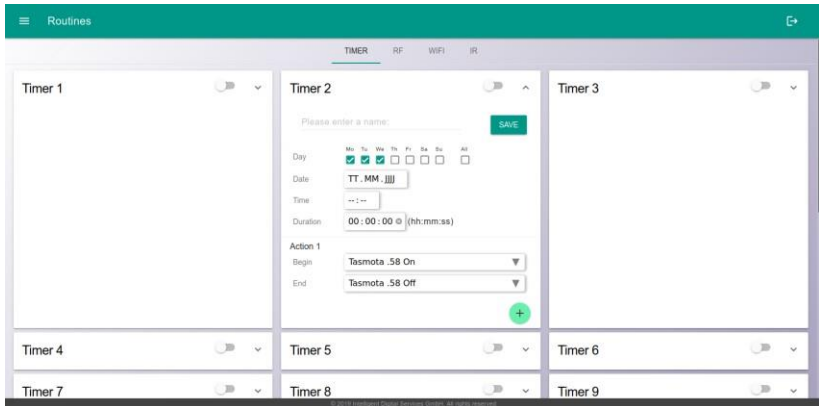 Routines
TIMER RF WIFI IR
Timer 1
Timer 2
Timer 3
Please enter a name:
SAVE
Mo Tu We Th Fr Sa Su All
Day
Date TT.MM.JJJJ
Time --:--
Duration 00:00:00 (hh:mm:ss)
Action 1
Begin Tasmota .58 On
End Tasmota .58 Off
+
Timer 4
Timer 5
Timer 6
Timer 7
Timer 8
Timer 9
© 2019 Intelligent Digital Services GmbH. All rights reserved.